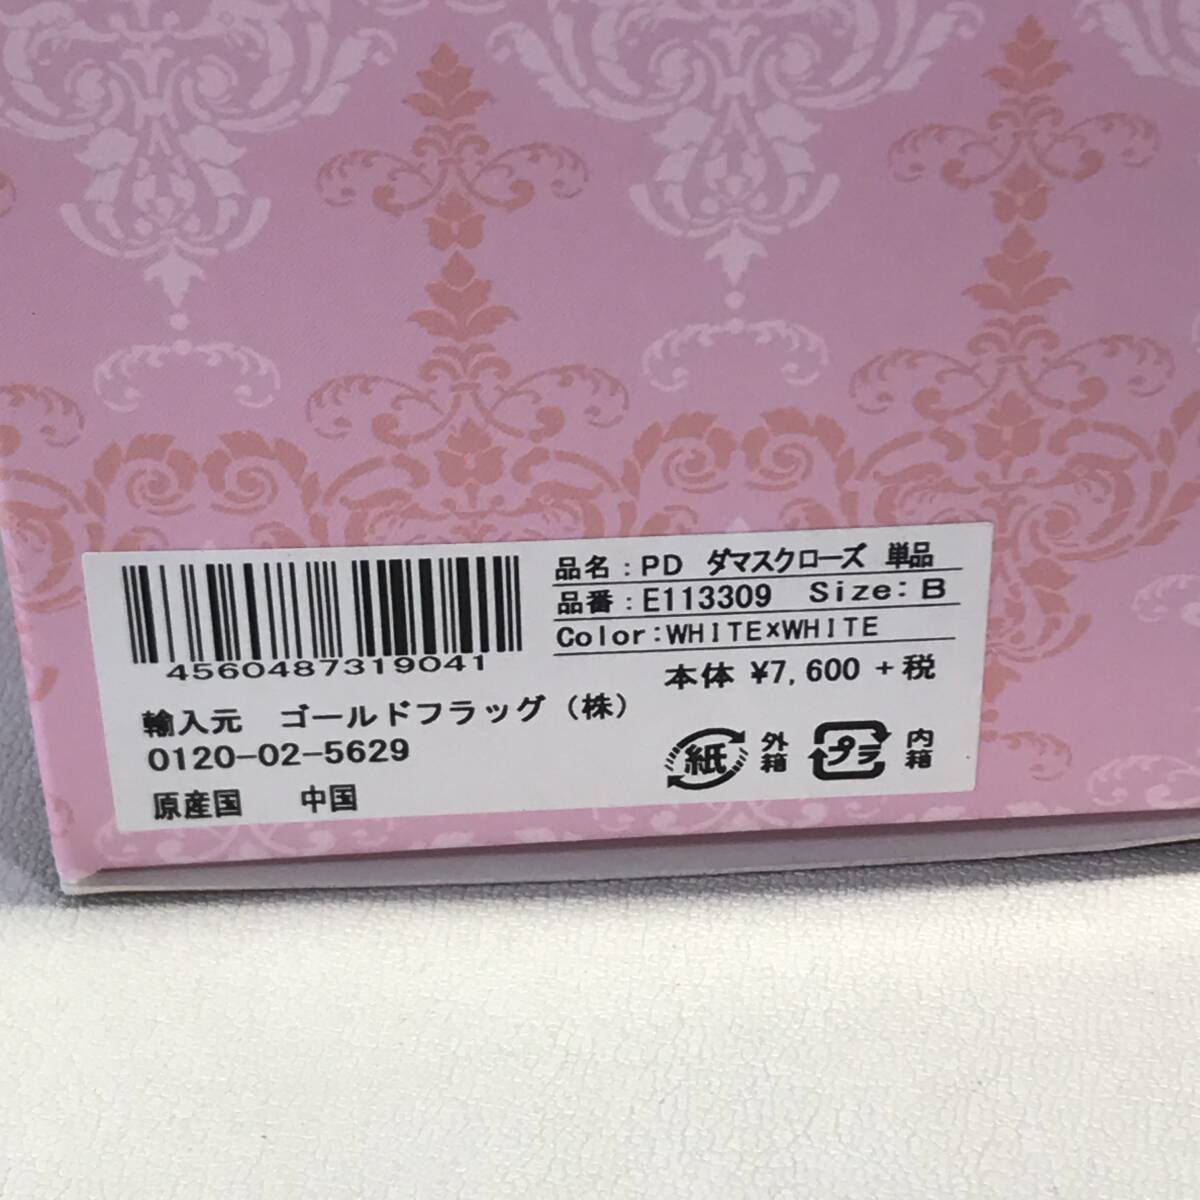 品名:PD ダマスクローズ 単品
品番:E113309 Size:B
Color:WHITE×WHITE
4560487319041
本体 ¥7,600 +税
輸入元 ゴールドフラッグ(株)
0120-02-5629
紙 外箱 プラ 内箱
原産国 中国